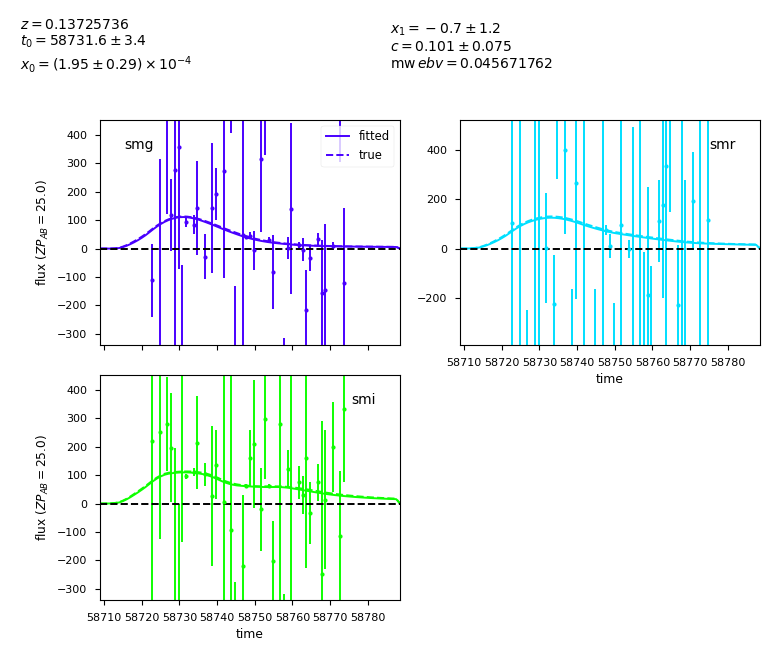 z = 0.13725736
t₀ = 58731.6 ± 3.4
x₀ = (1.95 ± 0.29) × 10⁻⁴
x₁ = −0.7 ± 1.2
c = 0.101 ± 0.075
mw ebv = 0.045671762
smg
fitted
true
400
300
200
100
0
−100
−200
−300
flux (ZP_AB = 25.0)
smr
400
200
0
−200
58710 58720 58730 58740 58750 58760 58770 58780
time
smi
400
300
200
100
0
−100
−200
−300
flux (ZP_AB = 25.0)
58710 58720 58730 58740 58750 58760 58770 58780
time